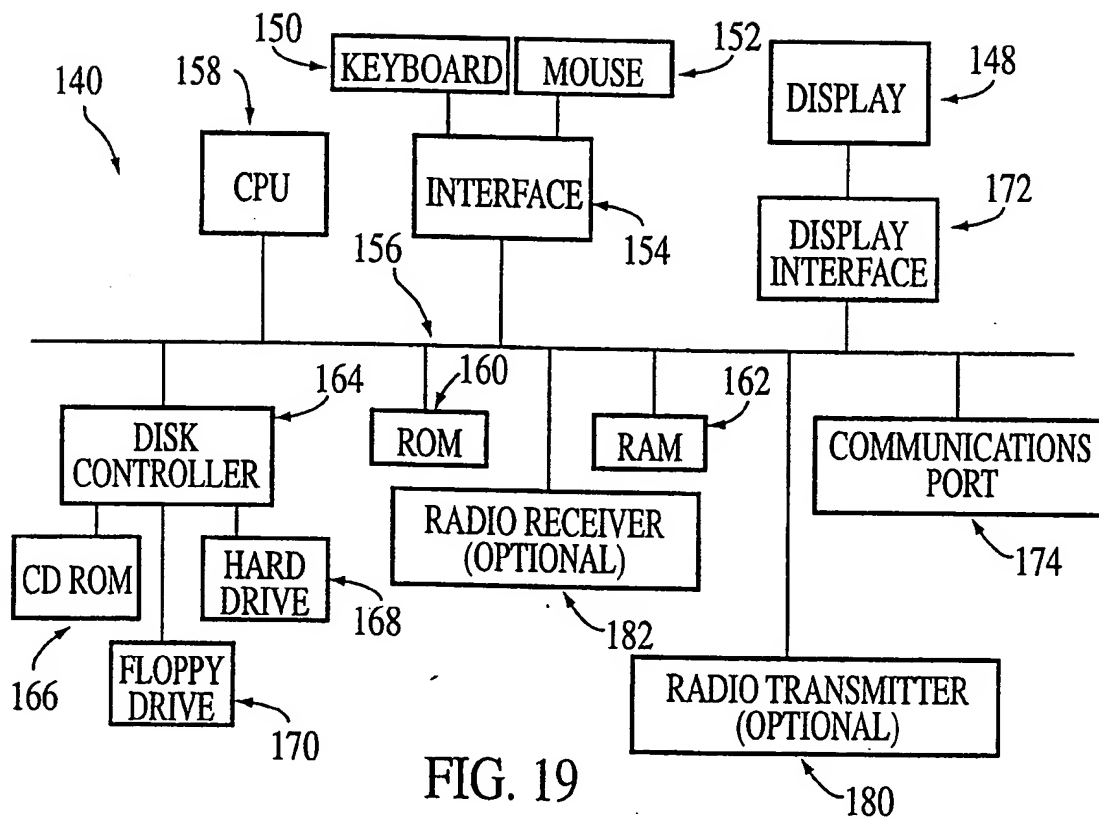 150
KEYBOARD
MOUSE
152
158
140
DISPLAY
148
CPU
INTERFACE
154
172
DISPLAY
INTERFACE
156
164
160
162
DISK
CONTROLLER
ROM
RAM
COMMUNICATIONS
PORT
174
RADIO RECEIVER
(OPTIONAL)
182
CD ROM
166
HARD
DRIVE
168
FLOPPY
DRIVE
170
RADIO TRANSMITTER
(OPTIONAL)
180
FIG. 19